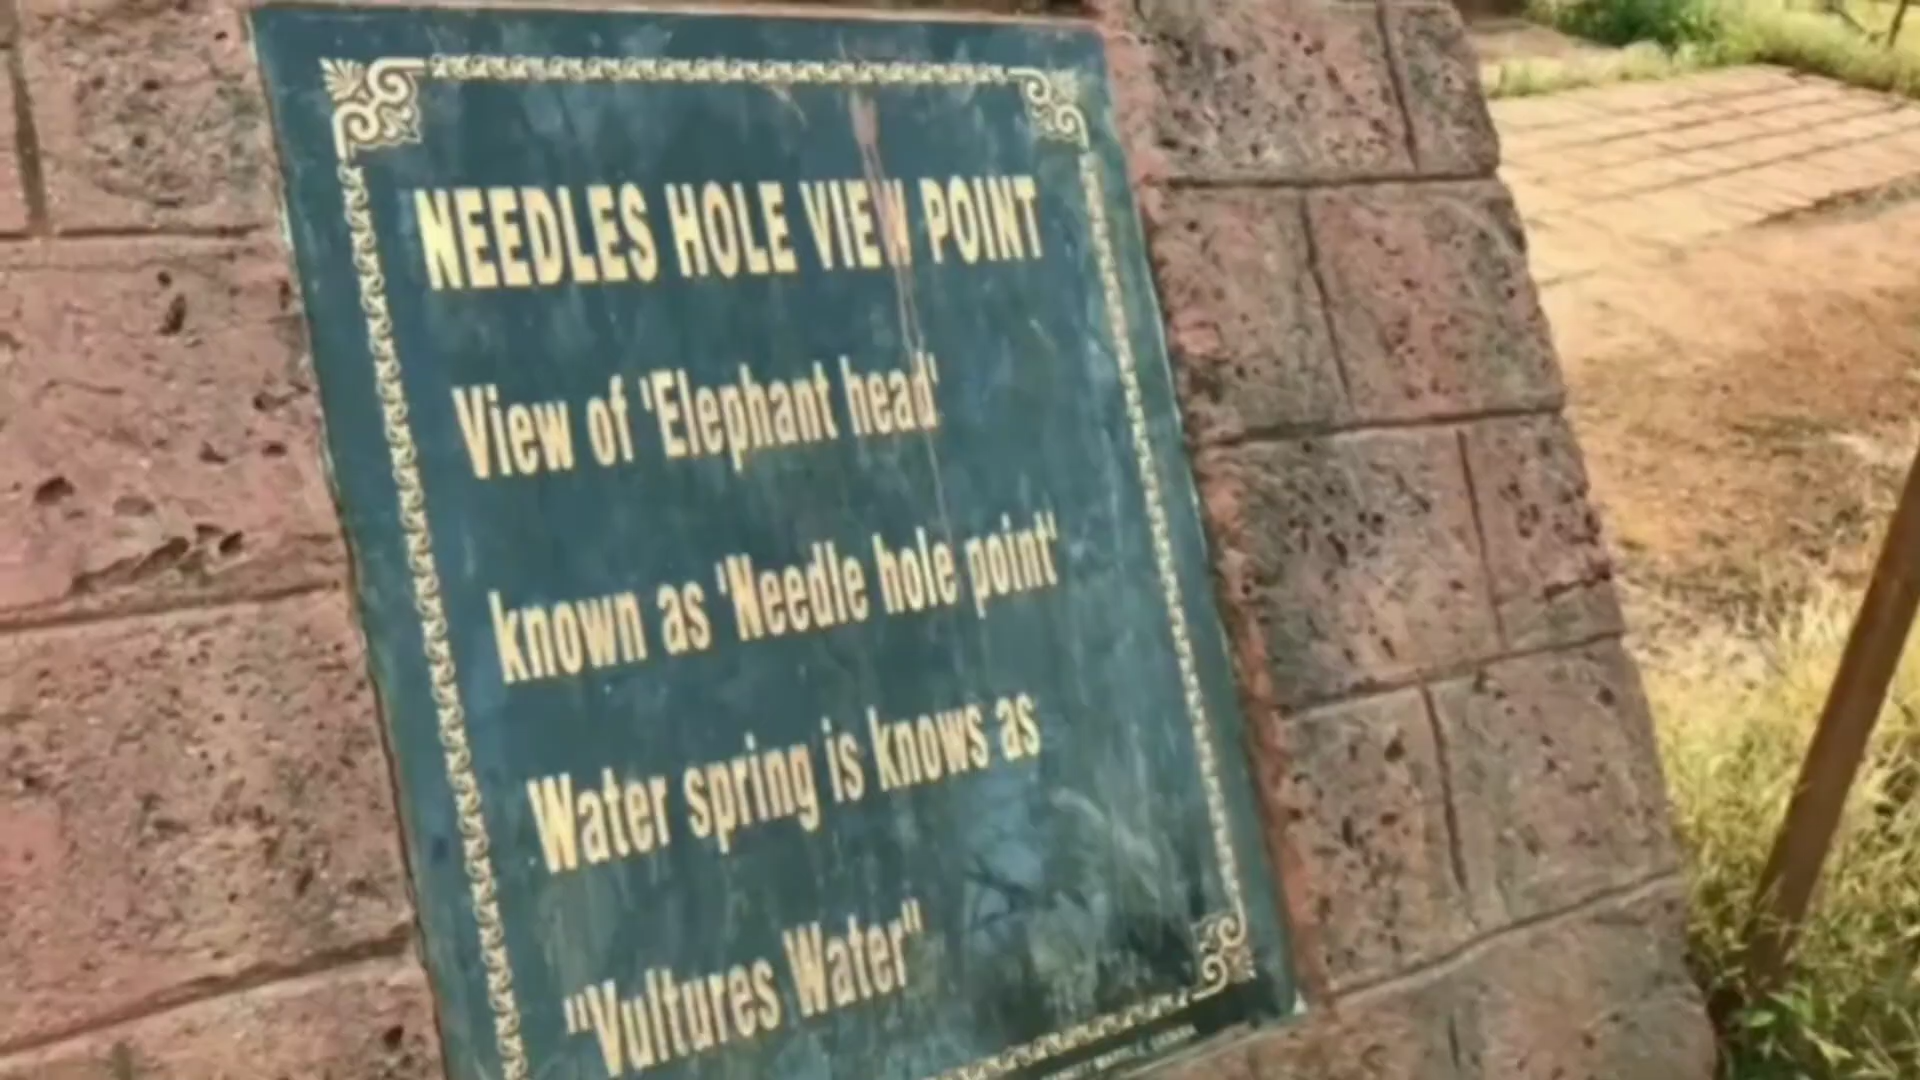 NEEDLES HOLE VIEW POINT
View of 'Elephant head'
known as 'Needle hole point'
Water spring is knows as
"Vultures Water"